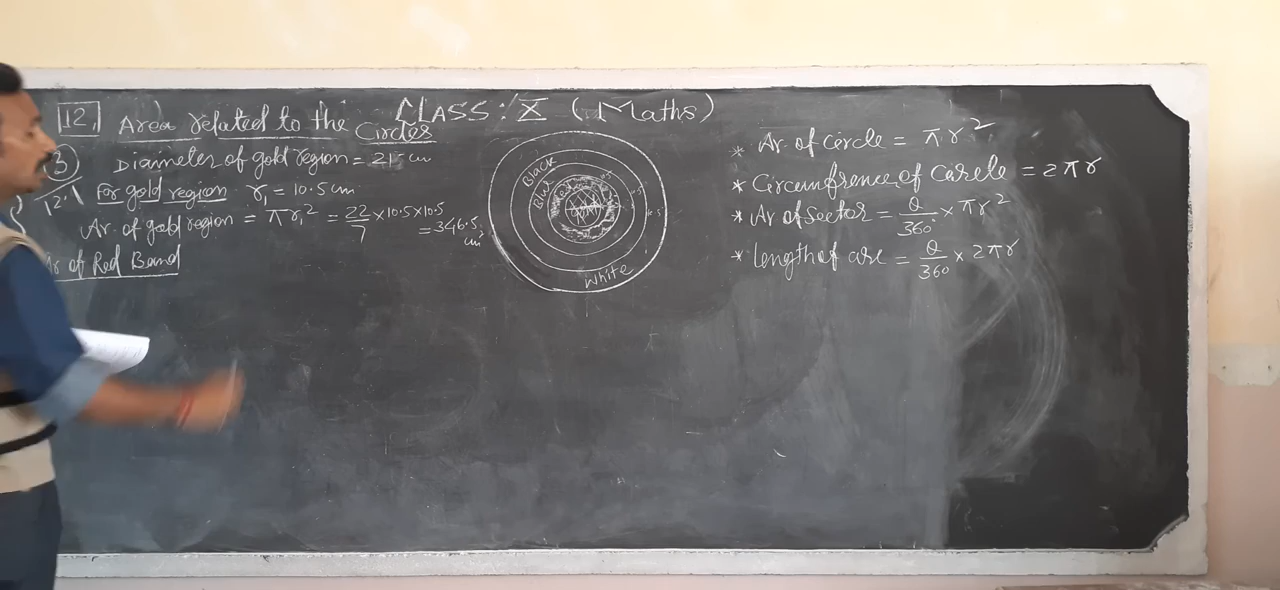 CLASS: X (Maths)
12. Area related to the Circles
3) Diameter of gold region = 21 cm
12.1 For gold region r₁ = 10.5 cm
Ar. of gold region = πr₁² = 22/7 × 10.5 × 10.5
= 346.5 cm²
Ar of Red Band
Black
Blue
Red
Gold
White
* Ar. of circle = πr²
* Circumfrence of carcle = 2πr
* Ar of sector = θ/360 × πr²
* length of arc = θ/360 × 2πr